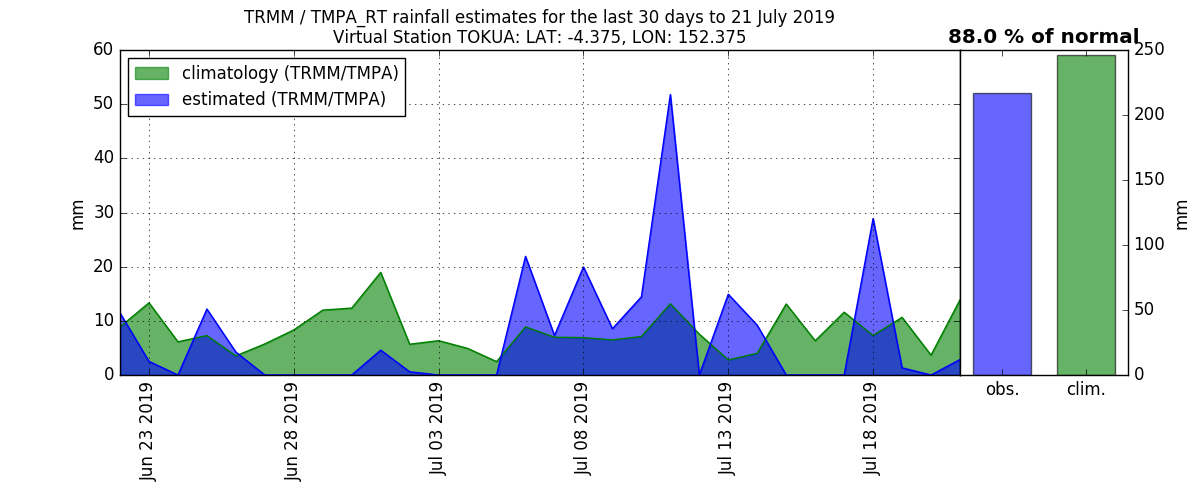 TRMM / TMPA_RT rainfall estimates for the last 30 days to 21 July 2019
Virtual Station TOKUA: LAT: -4.375, LON: 152.375
88.0 % of normal
climatology (TRMM/TMPA)
estimated (TRMM/TMPA)
60
50
40
30
20
10
0
mm
Jun 23 2019
Jun 28 2019
Jul 03 2019
Jul 08 2019
Jul 13 2019
Jul 18 2019
obs.
clim.
250
200
150
100
50
0
mm